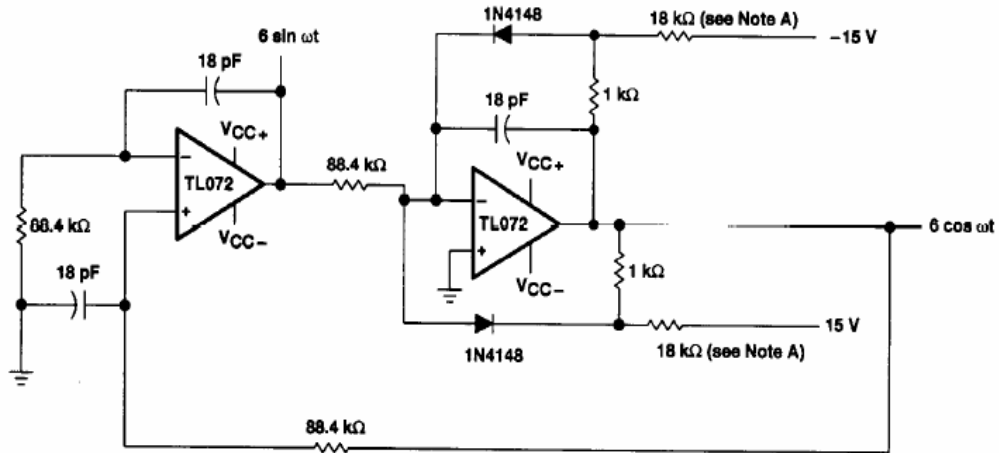 1N4148
18 kΩ (see Note A)
–15 V
6 sin ωt
18 pF
1 kΩ
18 pF
VCC+
88.4 kΩ
VCC+
TL072
TL072
88.4 kΩ
VCC–
6 cos ωt
18 pF
VCC–
1 kΩ
15 V
1N4148
18 kΩ (see Note A)
88.4 kΩ